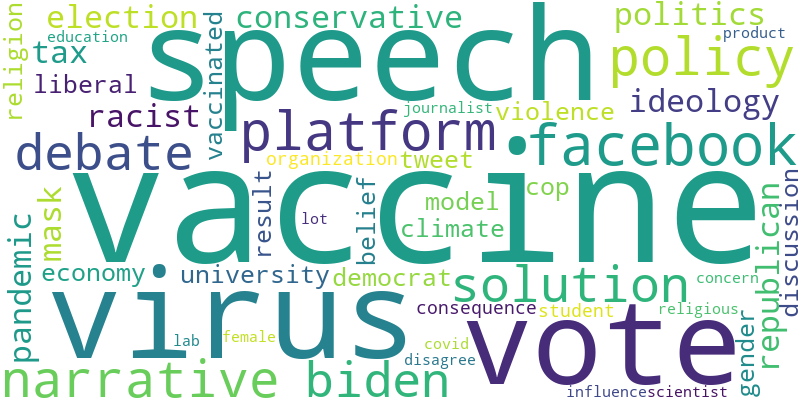 religion
election
education
tax
liberal
racist
vaccinated
conservative
speech
politics
product
policy
journalist
violence
ideology
debate
platform
organization
tweet
facebook
vaccine
mask
result
lot
belief
model
climate
cop
republican
discussion
pandemic
economy
university
democrat
solution
concern
virus
consequence
student
religious
vote
gender
lab
female
covid
disagree
narrative
biden
influence
scientist